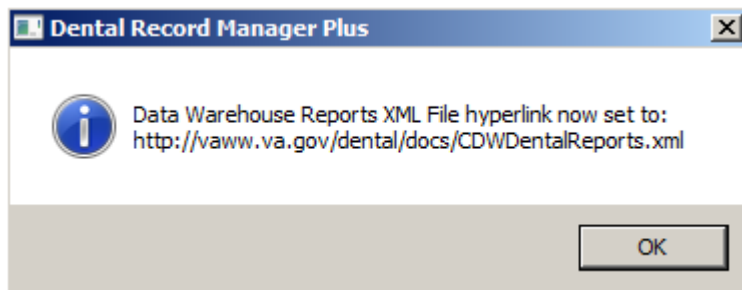 Dental Record Manager Plus
Data Warehouse Reports XML File hyperlink now set to:
http://vaww.va.gov/dental/docs/CDWDentalReports.xml
OK